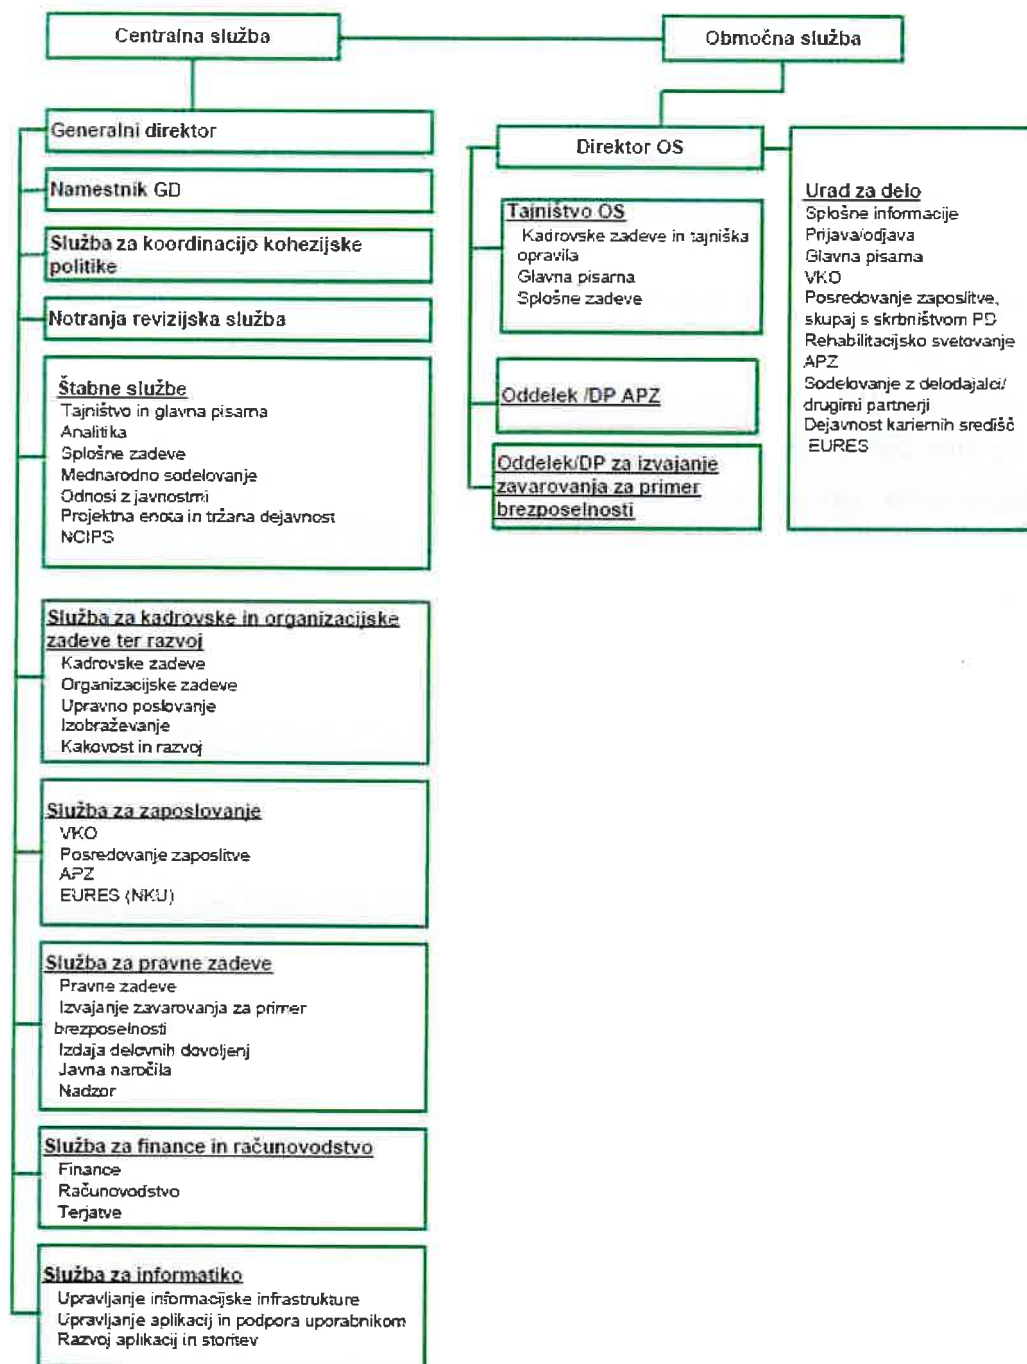 Centralna služba
Območna služba
Generalni direktor
Namestnik GD
Služba za koordinacijo kohezijske
politike
Notranja revizijska služba
Štabne službe
Tajništvo in glavna pisarna
Analitika
Splošne zadeve
Mednarodno sodelovanje
Odnosi z javnostmi
Projektna enota in tržana dejavnost
NCIPS
Služba za kadrovske in organizacijske
zadeve ter razvoj
Kadrovske zadeve
Organizacijske zadeve
Upravno poslovanje
Izobraževanje
Kakovost in razvoj
Služba za zaposlovanje
VKO
Posredovanje zaposlitve
APZ
EURES (NKU)
Služba za pravne zadeve
Pravne zadeve
Izvajanje zavarovanja za primer
brezposelnosti
Izdaja delovnih dovoljenj
Javna naročila
Nadzor
Služba za finance in računovodstvo
Finance
Računovodstvo
Terjatve
Služba za informatiko
Upravljanje informacijske infrastrukture
Upravljanje aplikacij in podpora uporabnikom
Razvoj aplikacij in storitev
Direktor OS
Tajništvo OS
Kadrovske zadeve in tajniška
opravila
Glavna pisarna
Splošne zadeve
Oddelek /DP APZ
Oddelek/DP za izvajanje
zavarovanja za primer
brezposelnosti
Urad za delo
Splošne informacije
Prijava/odjava
Glavna pisarna
VKO
Posredovanje zaposlitve,
skupaj s skrbništvom PD
Rehabilitacijsko svetovanje
APZ
Sodelovanje z delodajalci/
drugimi partnerji
Dejavnost kariernih središč
EURES